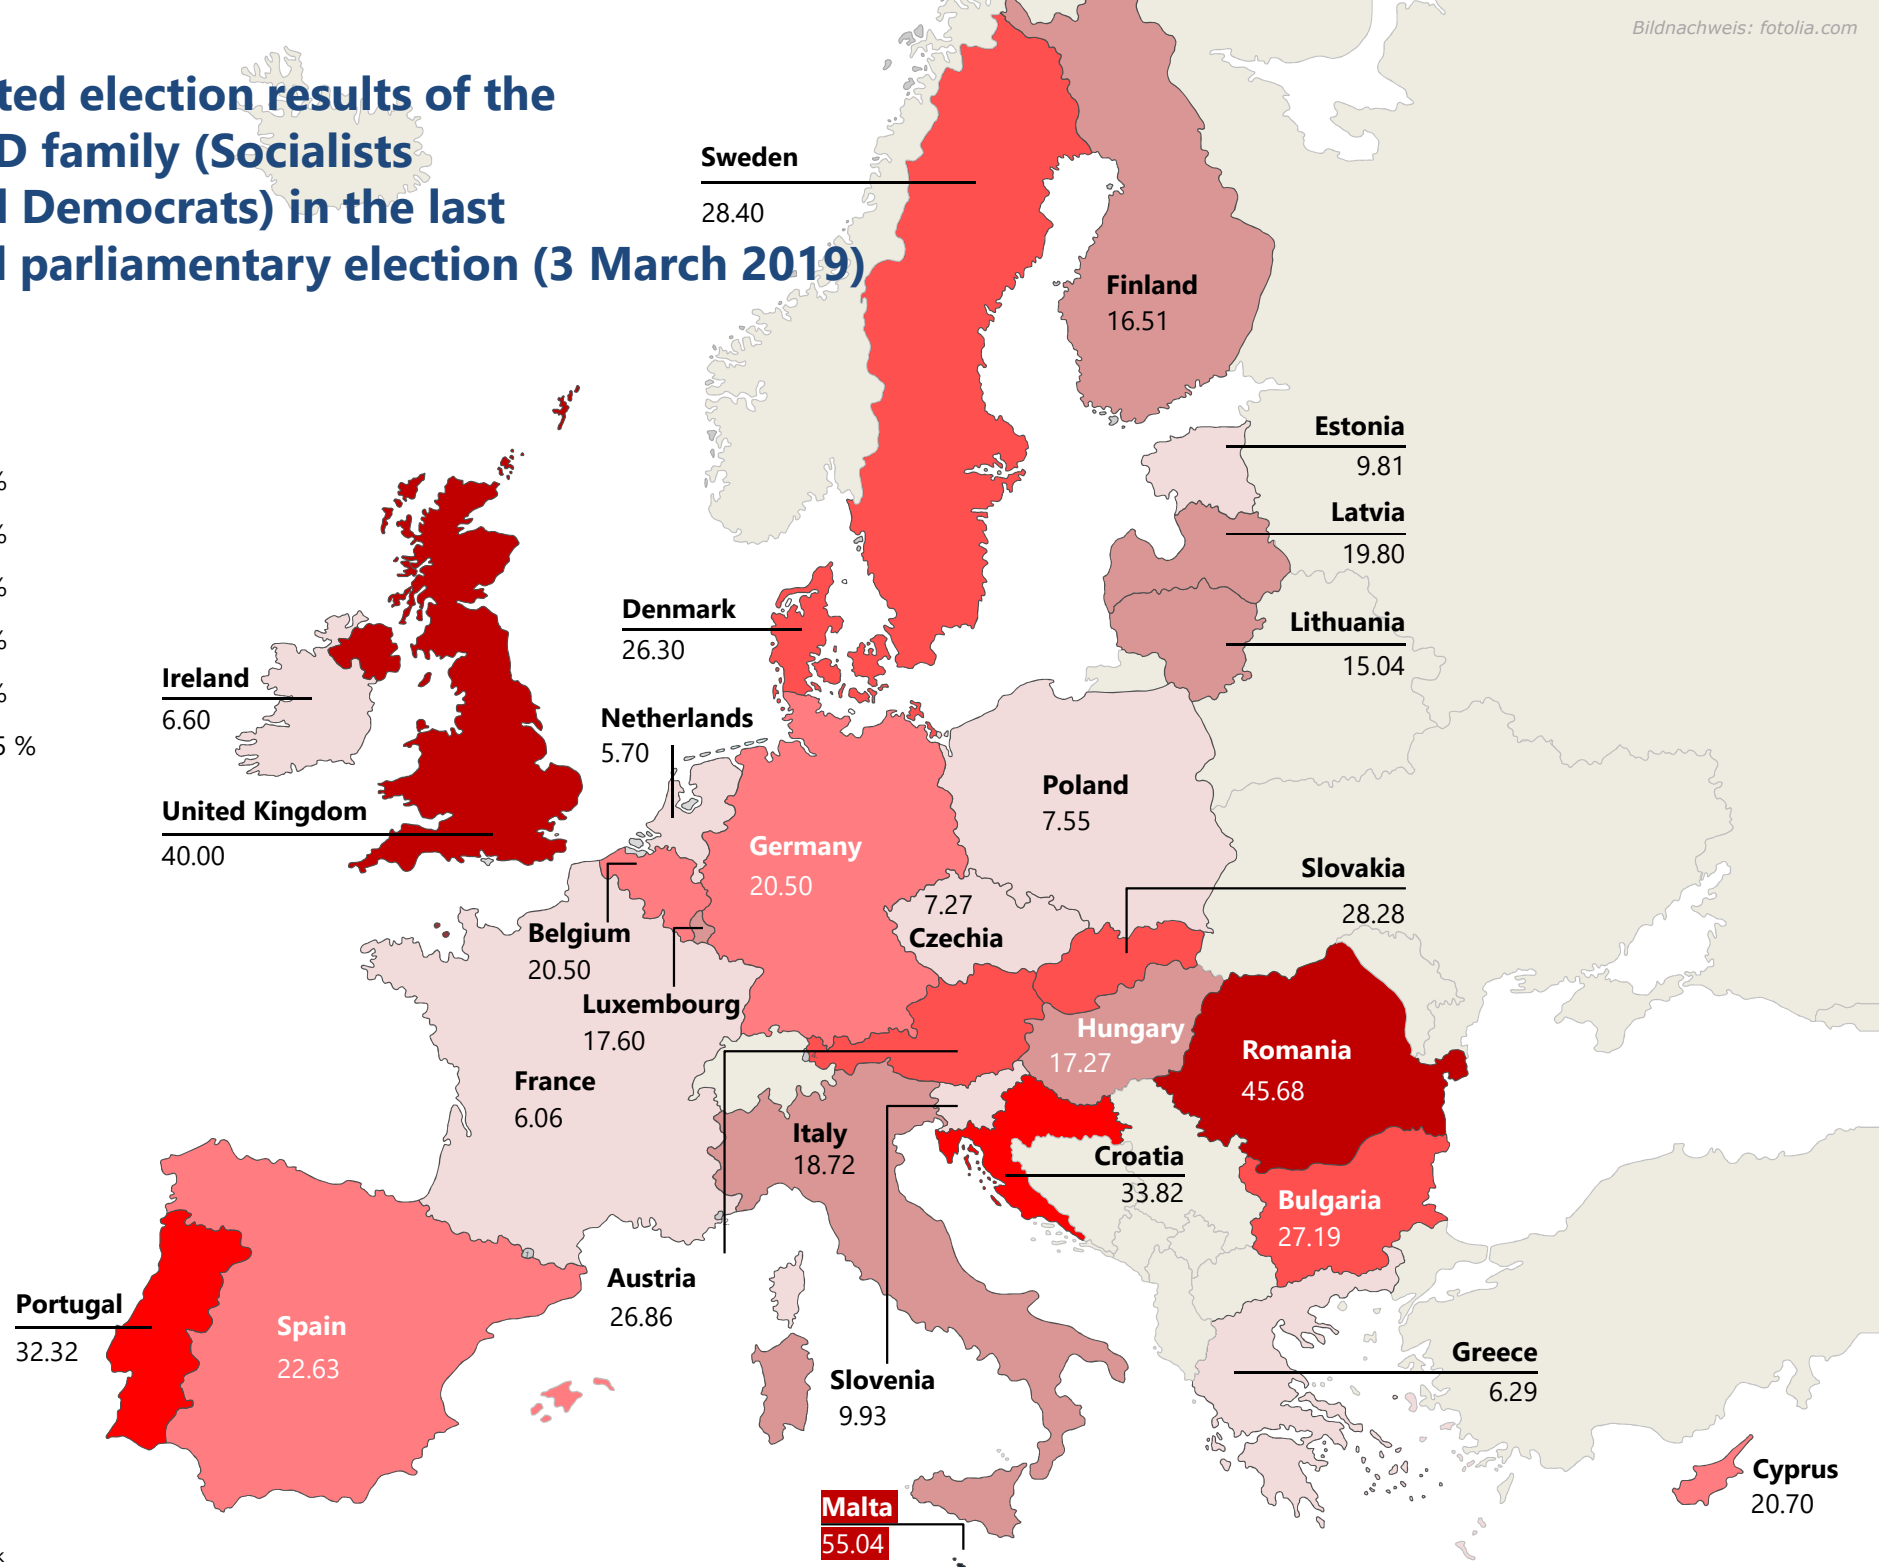 Bildnachweis: fotolia.com
ted election results of the
D family (Socialists
d Democrats) in the last
l parliamentary election (3 March 2019)
Sweden
28.40
Finland
16.51
Estonia
9.81
Latvia
19.80
Lithuania
15.04
Denmark
26.30
Ireland
6.60
Netherlands
5.70
United Kingdom
40.00
Poland
7.55
Germany
20.50
Slovakia
28.28
7.27
Czechia
Belgium
20.50
Luxembourg
17.60
Hungary
17.27
Romania
45.68
France
6.06
Italy
18.72
Croatia
33.82
Bulgaria
27.19
Austria
26.86
Portugal
32.32
Spain
22.63
Slovenia
9.93
Greece
6.29
Cyprus
20.70
Malta
55.04
%
%
%
%
%
5 %
k